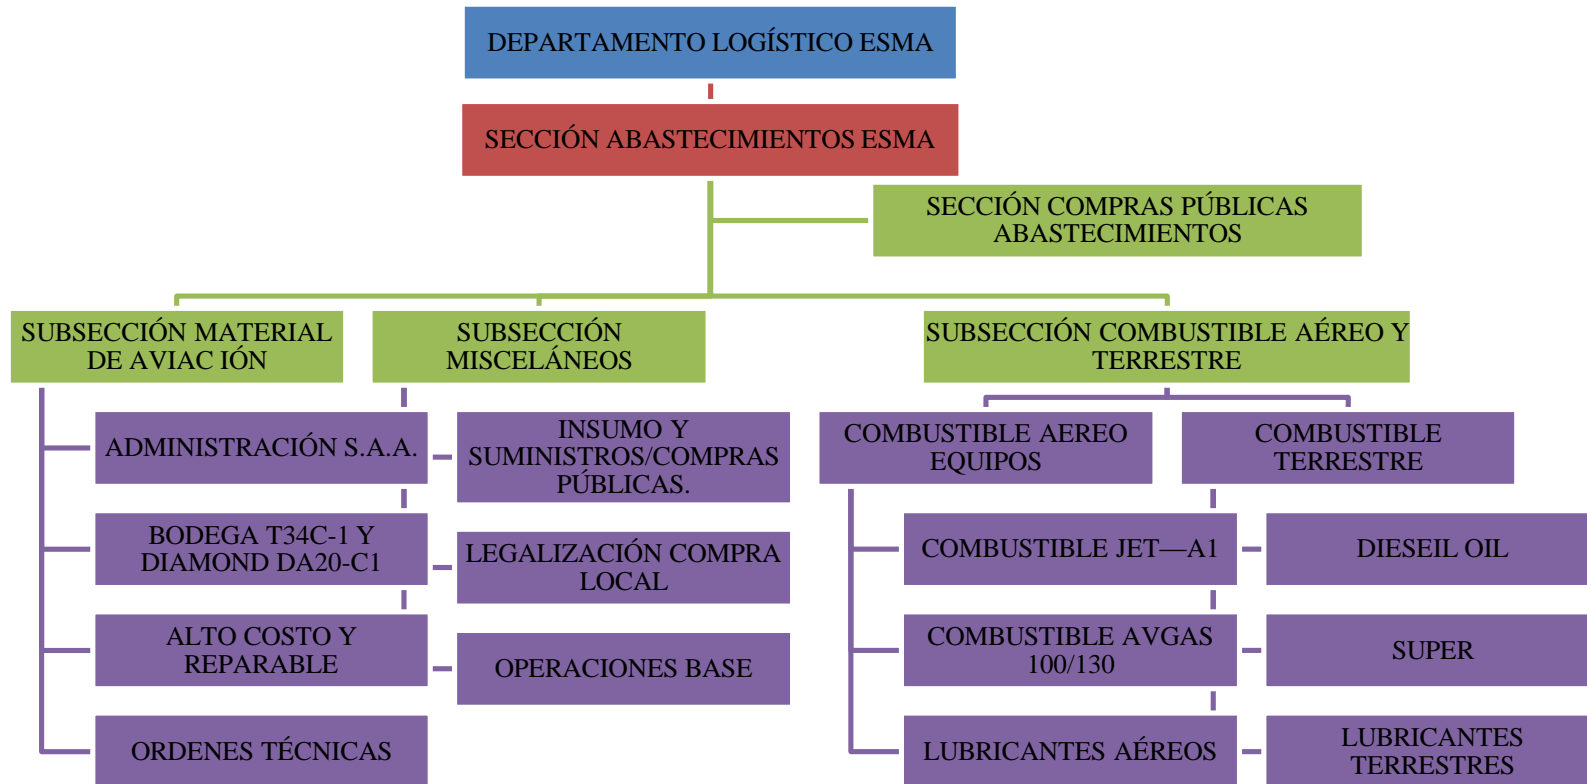 DEPARTAMENTO LOGÍSTICO ESMA
SECCIÓN ABASTECIMIENTOS ESMA
SECCIÓN COMPRAS PÚBLICAS
ABASTECIMIENTOS
SUBSECCIÓN MATERIAL
DE AVIAC IÓN
SUBSECCIÓN
MISCELÁNEOS
SUBSECCIÓN COMBUSTIBLE AÉREO Y
TERRESTRE
ADMINISTRACIÓN S.A.A.
BODEGA T34C-1 Y
DIAMOND DA20-C1
ALTO COSTO Y
REPARABLE
ORDENES TÉCNICAS
INSUMO Y
SUMINISTROS/COMPRAS
PÚBLICAS.
LEGALIZACIÓN COMPRA
LOCAL
OPERACIONES BASE
COMBUSTIBLE AEREO
EQUIPOS
COMBUSTIBLE JET—A1
COMBUSTIBLE AVGAS
100/130
LUBRICANTES AÉREOS
COMBUSTIBLE
TERRESTRE
DIESEIL OIL
SUPER
LUBRICANTES
TERRESTRES